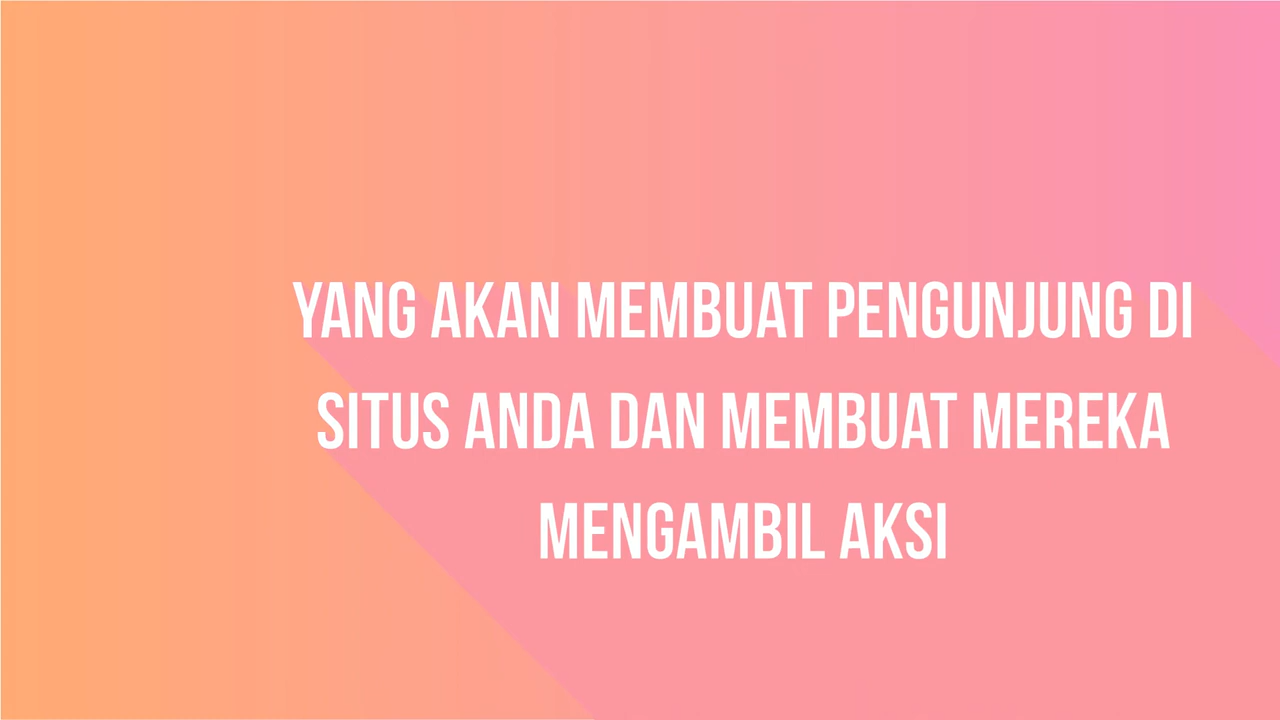 YANG AKAN MEMBUAT PENGUNJUNG DI
SITUS ANDA DAN MEMBUAT MEREKA
MENGAMBIL AKSI